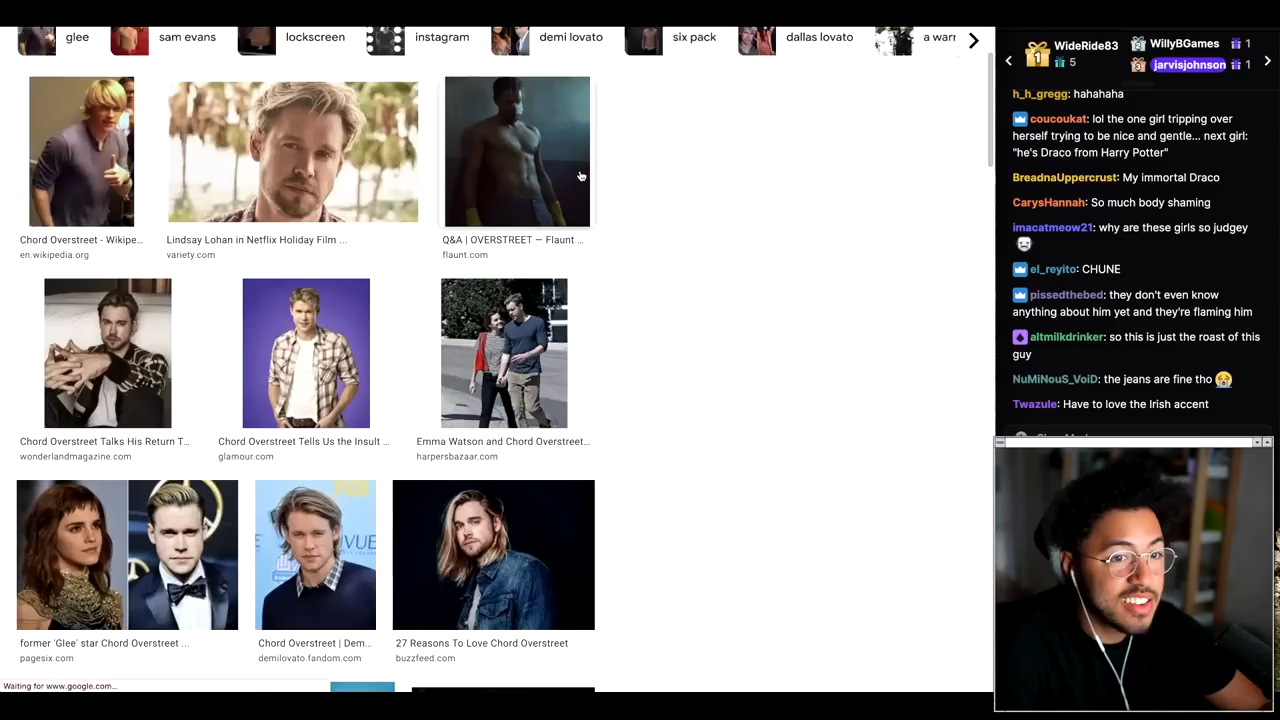 glee
sam evans
lockscreen
instagram
demi lovato
six pack
dallas lovato
a warr
Chord Overstreet - Wikipe...
en.wikipedia.org
Lindsay Lohan in Netflix Holiday Film ...
variety.com
Q&A | OVERSTREET — Flaunt ...
flaunt.com
Chord Overstreet Talks His Return T...
wonderlandmagazine.com
Chord Overstreet Tells Us the Insult ...
glamour.com
Emma Watson and Chord Overstreet...
harpersbazaar.com
FOX
former 'Glee' star Chord Overstreet ...
pagesix.com
Chord Overstreet | Dem...
demilovato.fandom.com
27 Reasons To Love Chord Overstreet
buzzfeed.com
Waiting for www.google.com...
1 WideRide83
5
WillyBGames 1
3 jarvisjohnson 1
h_h_gregg: hahahaha
coucoukat: lol the one girl tripping over
herself trying to be nice and gentle... next girl:
"he's Draco from Harry Potter"
BreadnaUppercrust: My immortal Draco
CarysHannah: So much body shaming
imacatmeow21: why are these girls so judgey
el_reyito: CHUNE
pissedthebed: they don't even know
anything about him yet and they're flaming him
altmilkdrinker: so this is just the roast of this
guy
NuMiNouS_VoiD: the jeans are fine tho 😭
Twazule: Have to love the Irish accent